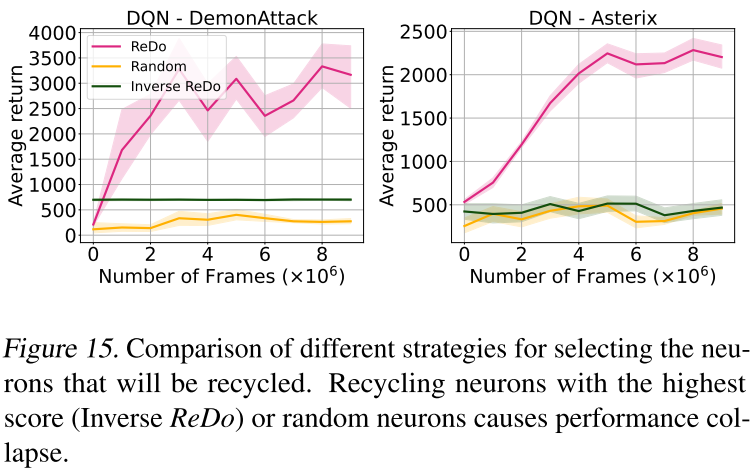 DQN - DemonAttack
4000
3500
3000
2500
2000
1500
1000
500
0
Average return
ReDo
Random
Inverse ReDo
0 2 4 6 8
Number of Frames (×10⁶)
DQN - Asterix
2500
2000
1500
1000
500
Average return
0 2 4 6 8
Number of Frames (×10⁶)
Figure 15. Comparison of different strategies for selecting the neu-
rons that will be recycled. Recycling neurons with the highest
score (Inverse ReDo) or random neurons causes performance col-
lapse.